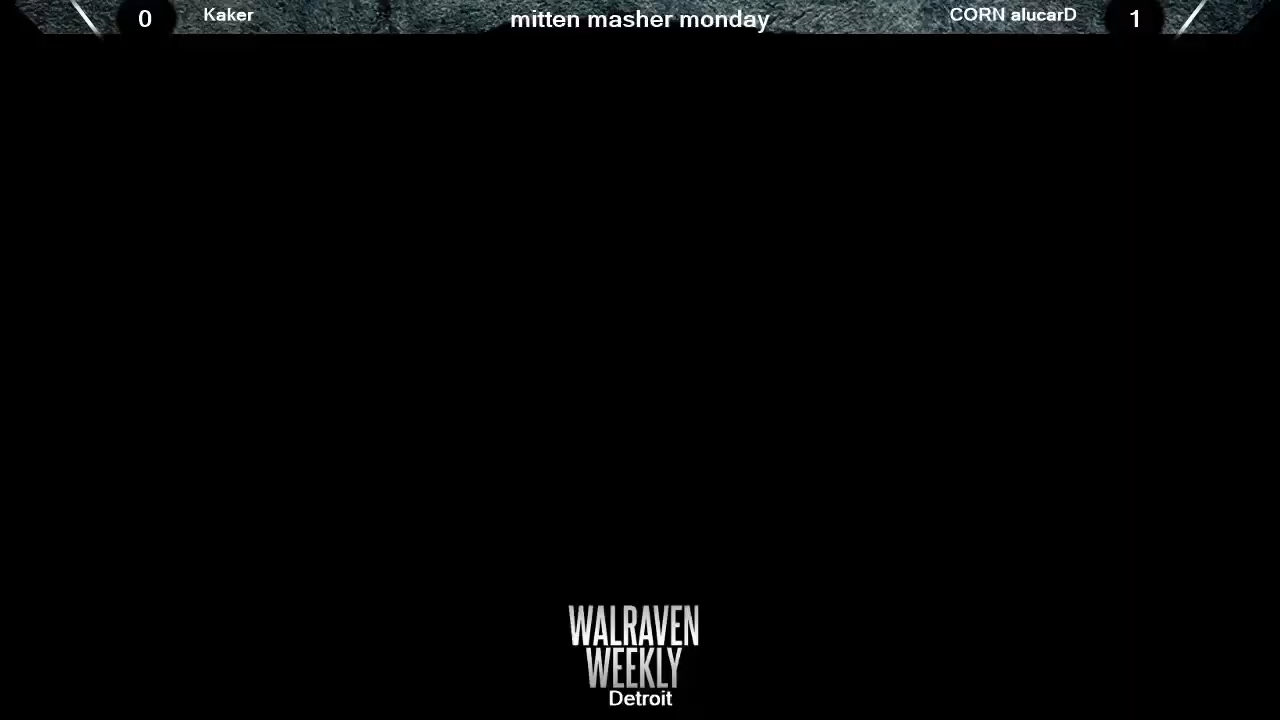 0 Kaker mitten masher monday CORN alucarD 1
WALRAVEN
WEEKLY
Detroit